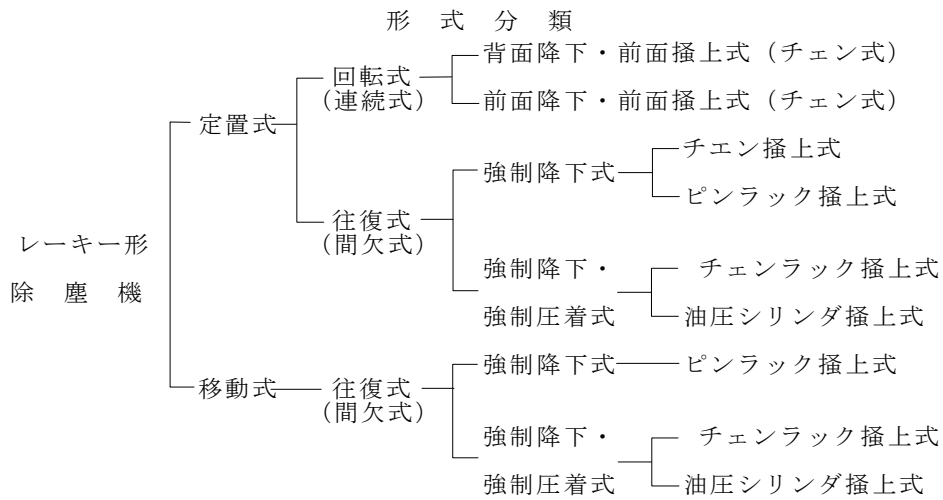 形式分類
背面降下・前面掻上式（チェン式）
回転式
（連続式）
前面降下・前面掻上式（チェン式）
定置式
チエン掻上式
強制降下式
ピンラック掻上式
往復式
（間欠式）
レーキー形
除塵機
強制降下・
強制圧着式
チェンラック掻上式
油圧シリンダ掻上式
強制降下式
ピンラック掻上式
移動式
往復式
（間欠式）
強制降下・
強制圧着式
チェンラック掻上式
油圧シリンダ掻上式